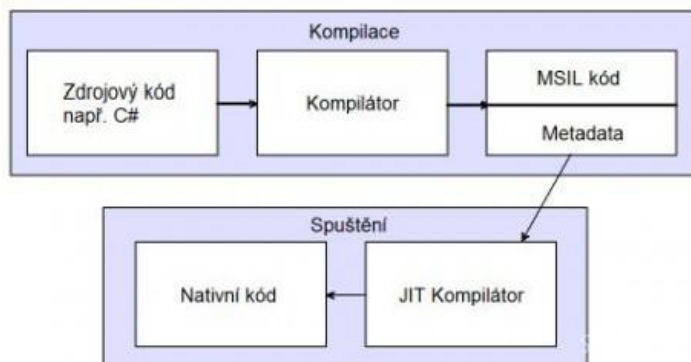 Kompilace
Zdrojový kód
např. C#
Kompilátor
MSIL kód
Metadata
Spuštění
Nativní kód
JIT Kompilátor